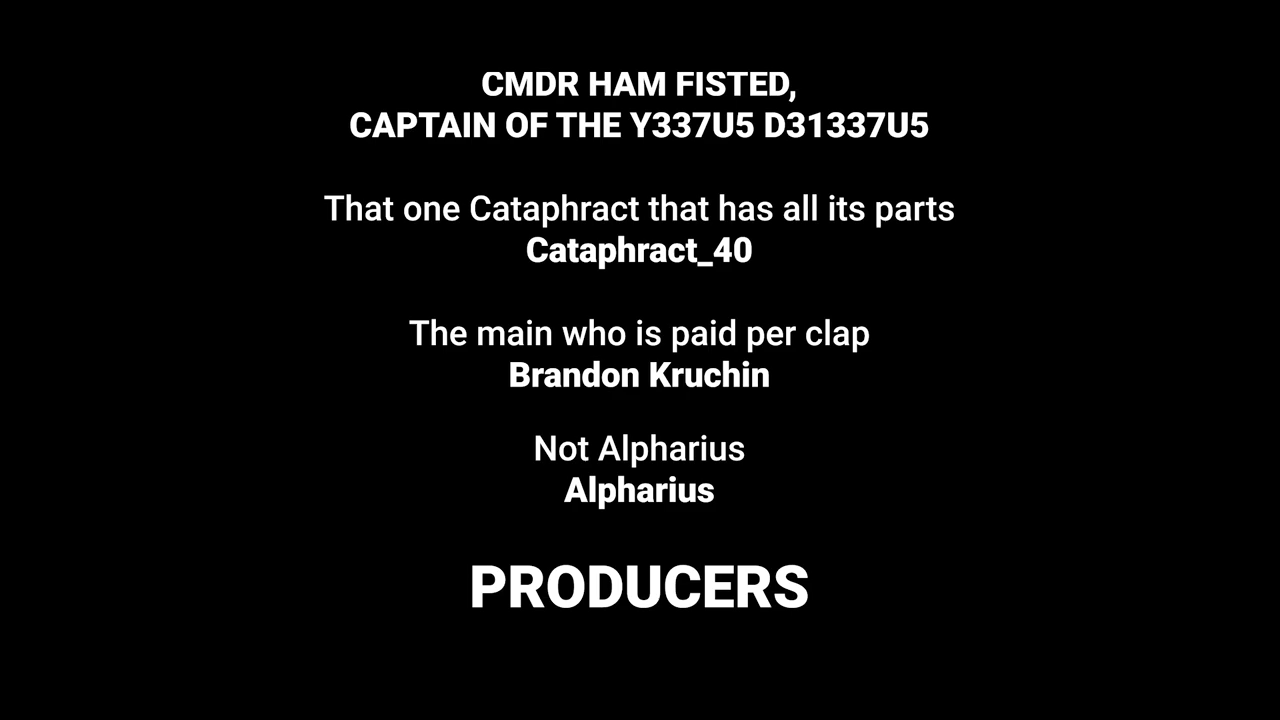 CMDR HAM FISTED,
CAPTAIN OF THE Y337U5 D31337U5
That one Cataphract that has all its parts
Cataphract_40
The main who is paid per clap
Brandon Kruchin
Not Alpharius
Alpharius
PRODUCERS